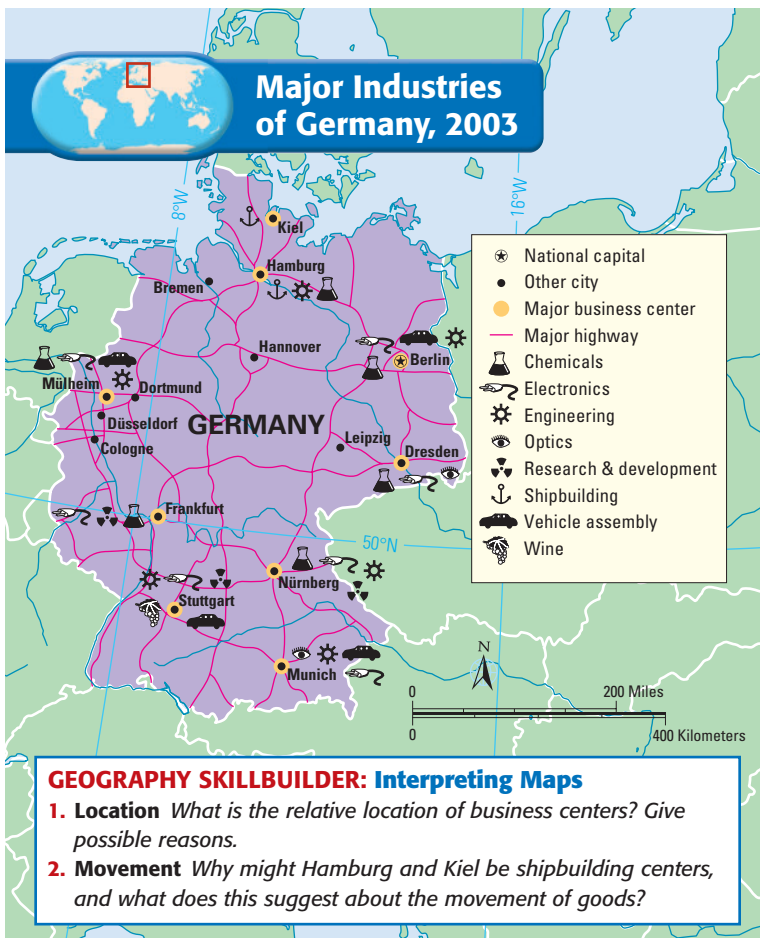 Major Industries
of Germany, 2003
8°W
16°W
Kiel
Hamburg
Bremen
Hannover
Berlin
Mülheim
Dortmund
Düsseldorf
GERMANY
Cologne
Leipzig
Dresden
Frankfurt
50°N
Nürnberg
Stuttgart
Munich
National capital
Other city
Major business center
Major highway
Chemicals
Electronics
Engineering
Optics
Research & development
Shipbuilding
Vehicle assembly
Wine
N
0 200 Miles
0 400 Kilometers
GEOGRAPHY SKILLBUILDER: Interpreting Maps
1. Location What is the relative location of business centers? Give
possible reasons.
2. Movement Why might Hamburg and Kiel be shipbuilding centers,
and what does this suggest about the movement of goods?